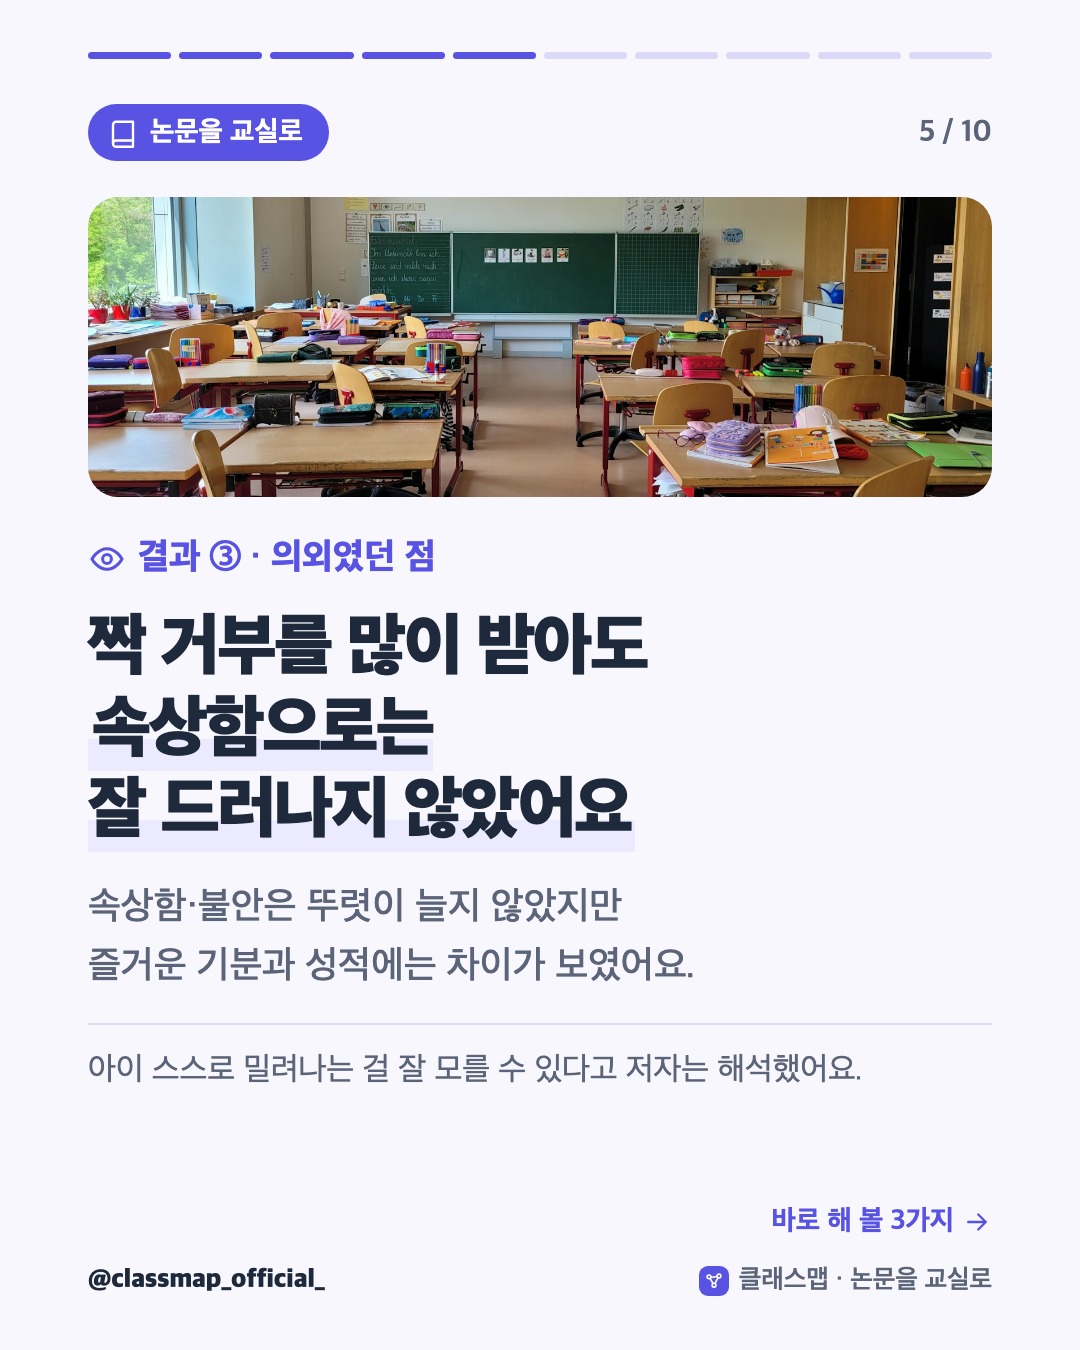 논문을 교실로
5 / 10
결과 ③ · 의외였던 점
짝 거부를 많이 받아도
속상함으로는
잘 드러나지 않았어요
속상함·불안은 뚜렷이 늘지 않았지만
즐거운 기분과 성적에는 차이가 보였어요.
아이 스스로 밀려나는 걸 잘 모를 수 있다고 저자는 해석했어요.
바로 해 볼 3가지 →
@classmap_official_
클래스맵 · 논문을 교실로